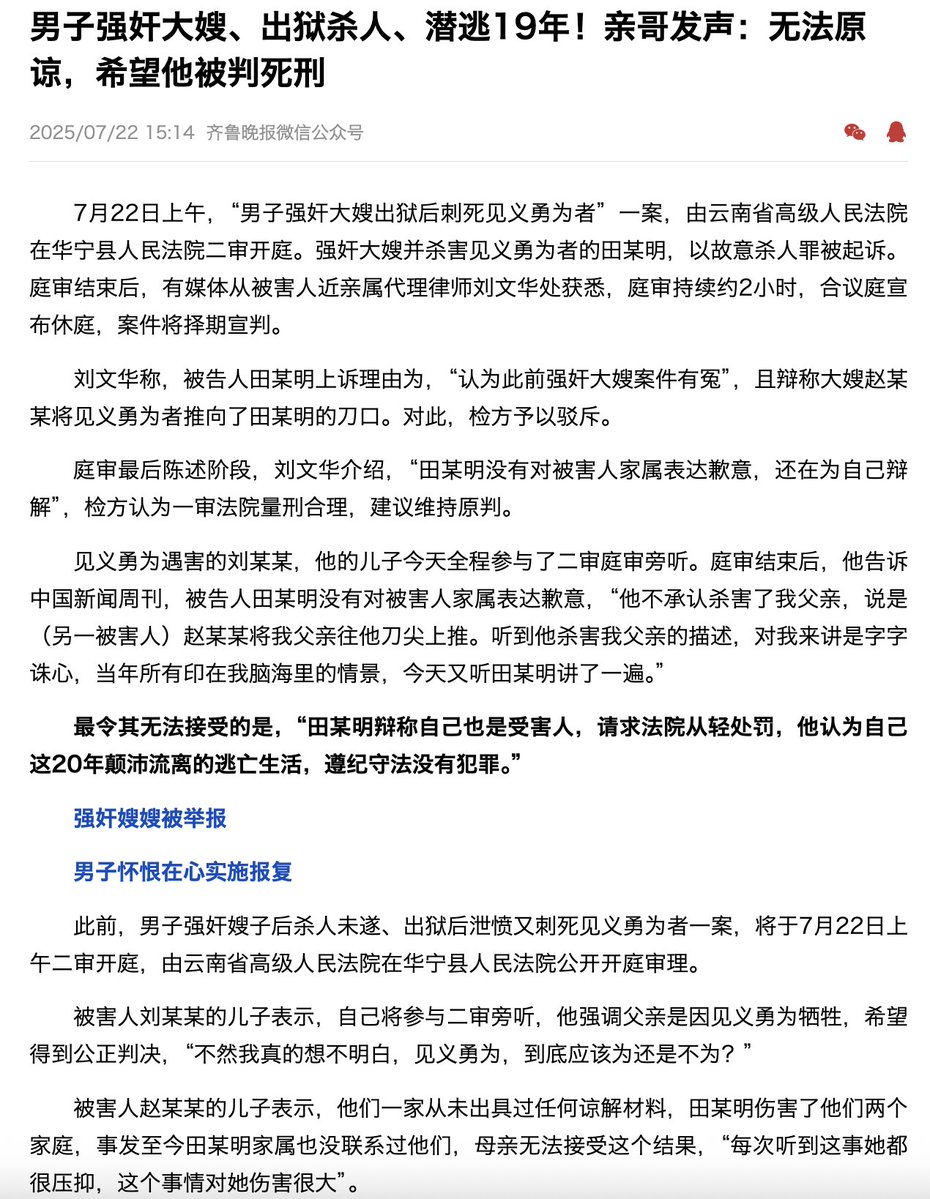 男子强奸大嫂、出狱杀人、潜逃19年！亲哥发声：无法原
谅，希望他被判死刑
2025/07/22 15:14 齐鲁晚报微信公众号
7月22日上午，“男子强奸大嫂出狱后刺死见义勇为者”一案，由云南省高级人民法院
在华宁县人民法院二审开庭。强奸大嫂并杀害见义勇为者的田某明，以故意杀人罪被起诉。
庭审结束后，有媒体从被害人近亲属代理律师刘文华处获悉，庭审持续约2小时，合议庭宣
布休庭，案件将择期宣判。
刘文华称，被告人田某明上诉理由为，“认为此前强奸大嫂案件有冤”，且辩称大嫂赵某
某将见义勇为者推向了田某明的刀口。对此，检方予以驳斥。
庭审最后陈述阶段，刘文华介绍，“田某明没有对被害人家属表达歉意，还在为自己辩
解”，检方认为一审法院量刑合理，建议维持原判。
见义勇为遇害的刘某某，他的儿子今天全程参与了二审庭审旁听。庭审结束后，他告诉
中国新闻周刊，被告人田某明没有对被害人家属表达歉意，“他不承认杀害了我父亲，说是
（另一被害人）赵某某将我父亲往他刀尖上推。听到他杀害我父亲的描述，对我来讲是字字
诛心，当年所有印在我脑海里的情景，今天又听田某明讲了一遍。”
最令其无法接受的是，“田某明辩称自己也是受害人，请求法院从轻处罚，他认为自己
这20年颠沛流离的逃亡生活，遵纪守法没有犯罪。”
强奸嫂嫂被举报
男子怀恨在心实施报复
此前，男子强奸嫂子后杀人未遂、出狱后泄愤又刺死见义勇为者一案，将于7月22日上
午二审开庭，由云南省高级人民法院在华宁县人民法院公开开庭审理。
被害人刘某某的儿子表示，自己将参与二审旁听，他强调父亲是因见义勇为牺牲，希望
得到公正判决，“不然我真的想不明白，见义勇为，到底应该为还是不为？”
被害人赵某某的儿子表示，他们一家从未出具过任何谅解材料，田某明伤害了他们两个
家庭，事发至今田某明家属也没联系过他们，母亲无法接受这个结果，“每次听到这事她都
很压抑，这个事情对她伤害很大”。